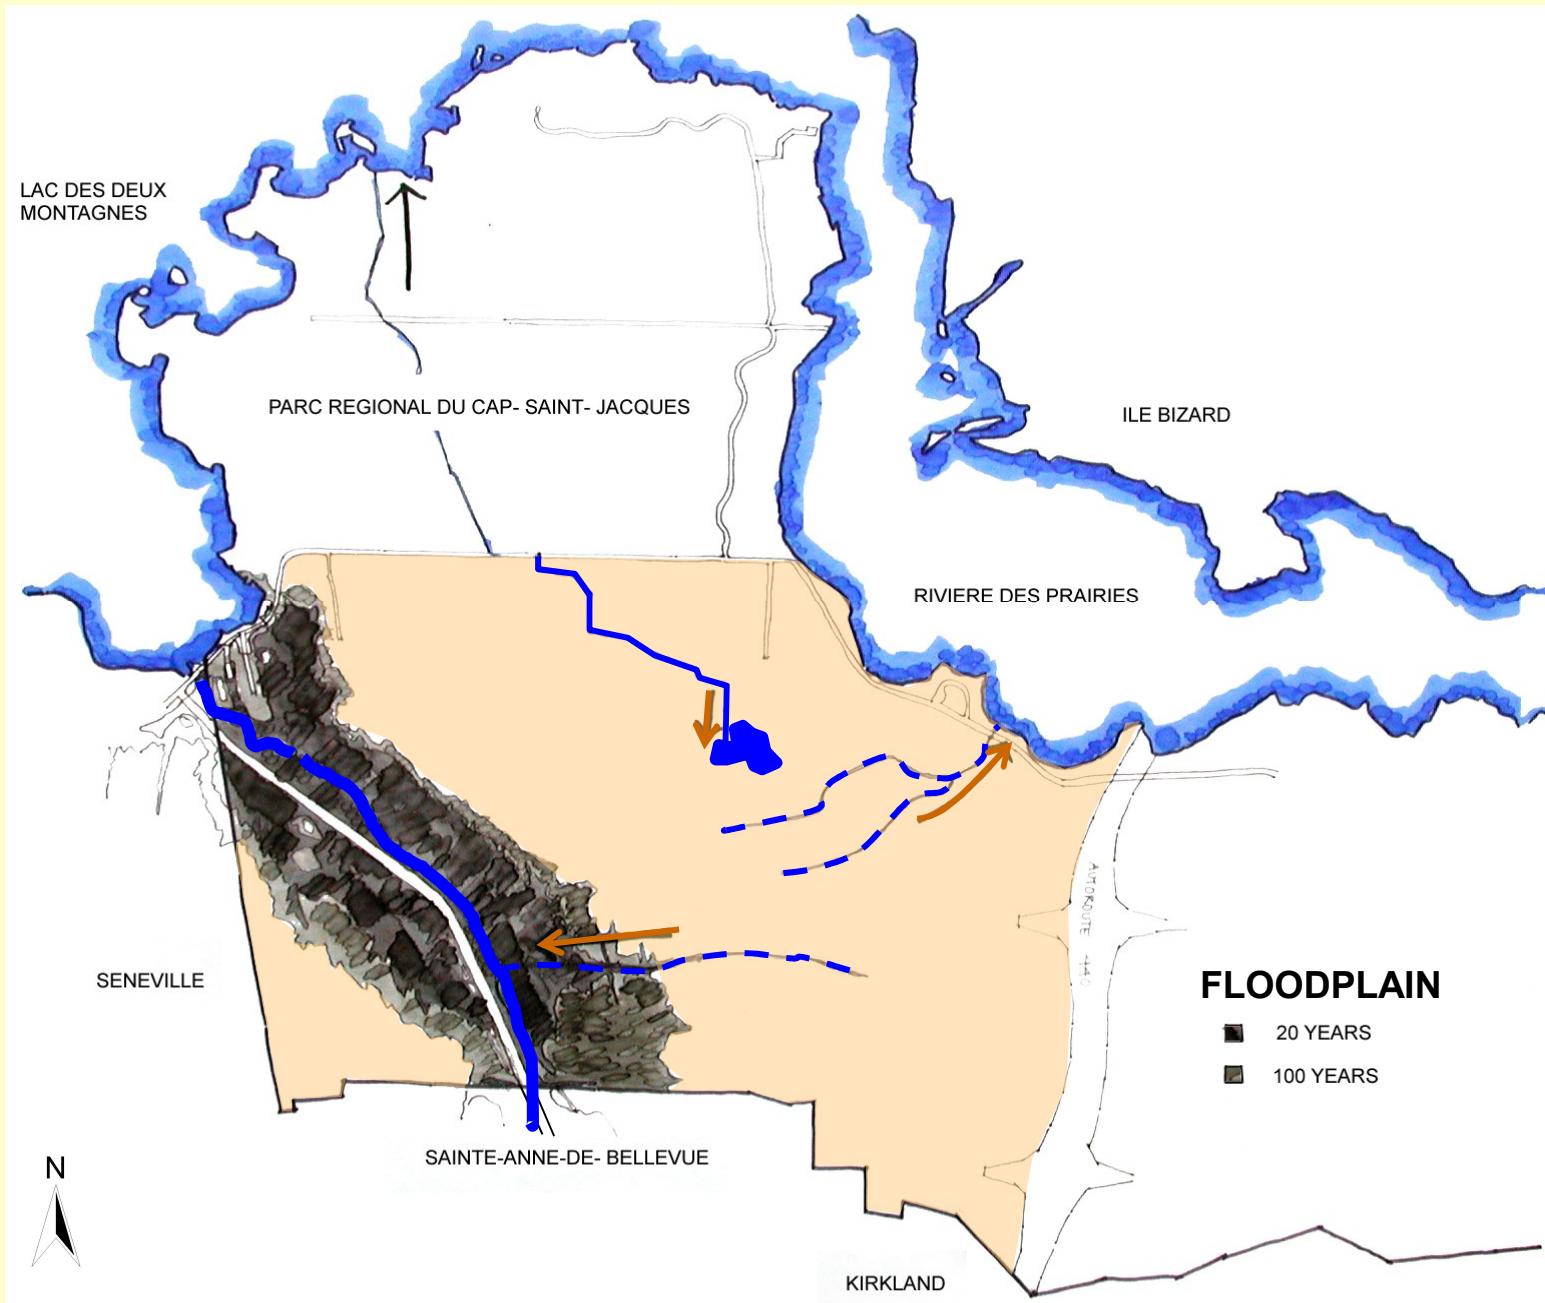 LAC DES DEUX
MONTAGNES
PARC REGIONAL DU CAP- SAINT- JACQUES
ILE BIZARD
RIVIERE DES PRAIRIES
AUTOROUTE 440
SENEVILLE
FLOODPLAIN
20 YEARS
100 YEARS
SAINTE-ANNE-DE- BELLEVUE
N
KIRKLAND